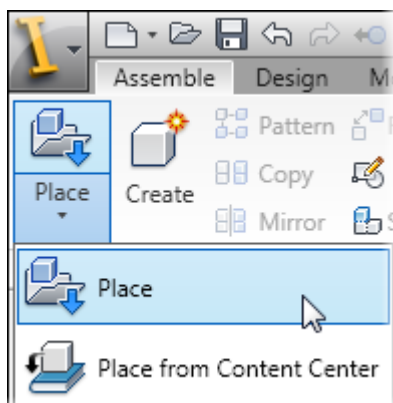 Assemble Design M
Place
Create
Pattern
Copy
Mirror
Place
Place from Content Center